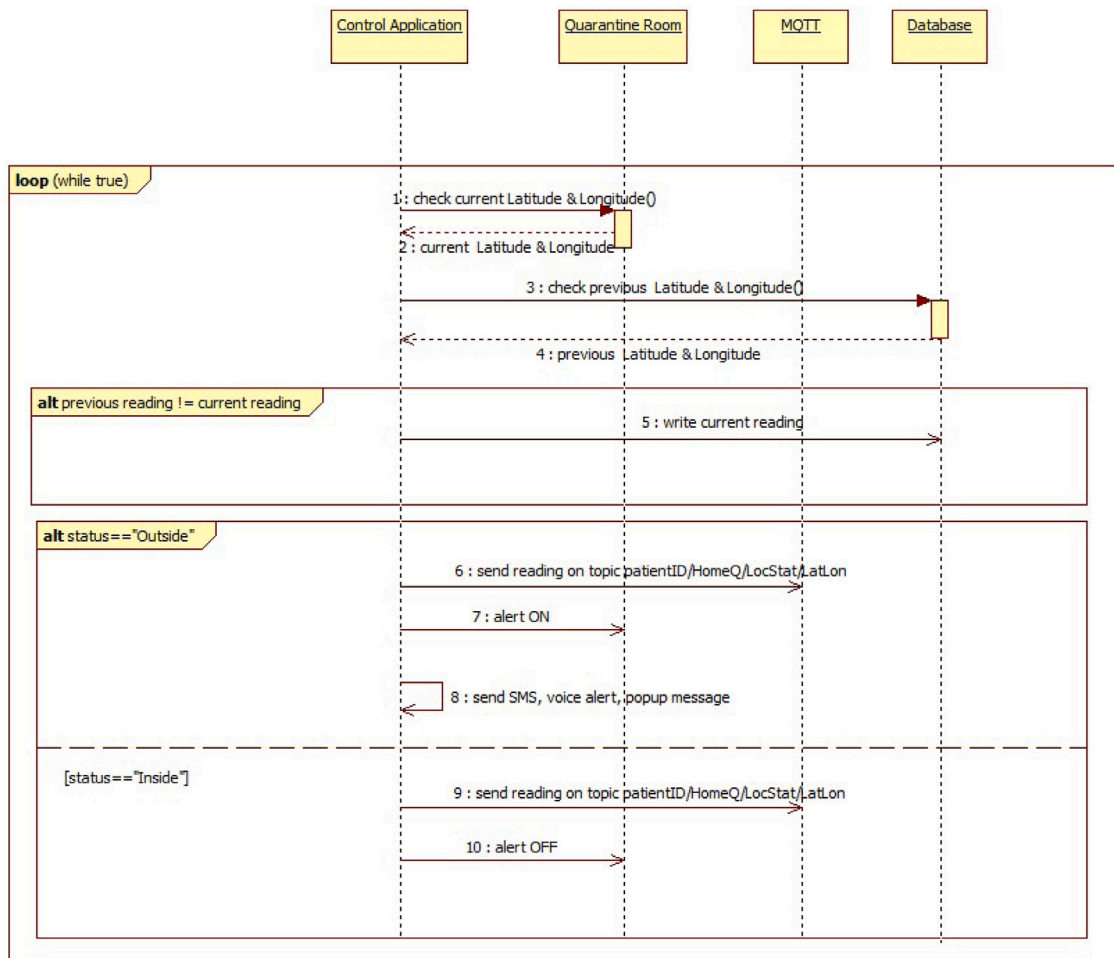 Control Application
Quarantine Room
MQTT
Database
loop (while true)
1 : check current Latitude & Longitude()
2 : current Latitude & Longitude
3 : check previous Latitude & Longitude()
4 : previous Latitude & Longitude
alt previous reading != current reading
5 : write current reading
alt status=="Outside"
6 : send reading on topic patientID/HomeQ/LocStat/LatLon
7 : alert ON
8 : send SMS, voice alert, popup message
[status=="Inside"]
9 : send reading on topic patientID/HomeQ/LocStat/LatLon
10 : alert OFF